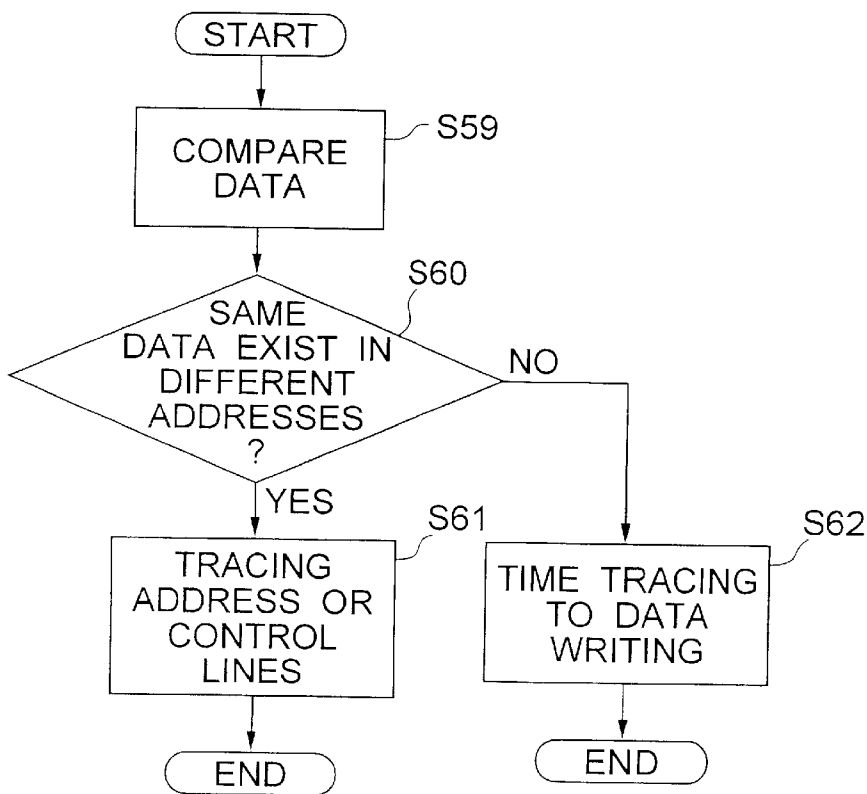 START
S59
COMPARE
DATA
S60
SAME
DATA EXIST IN
DIFFERENT
ADDRESSES
?
NO
YES
S61
TRACING
ADDRESS OR
CONTROL
LINES
S62
TIME TRACING
TO DATA
WRITING
END
END